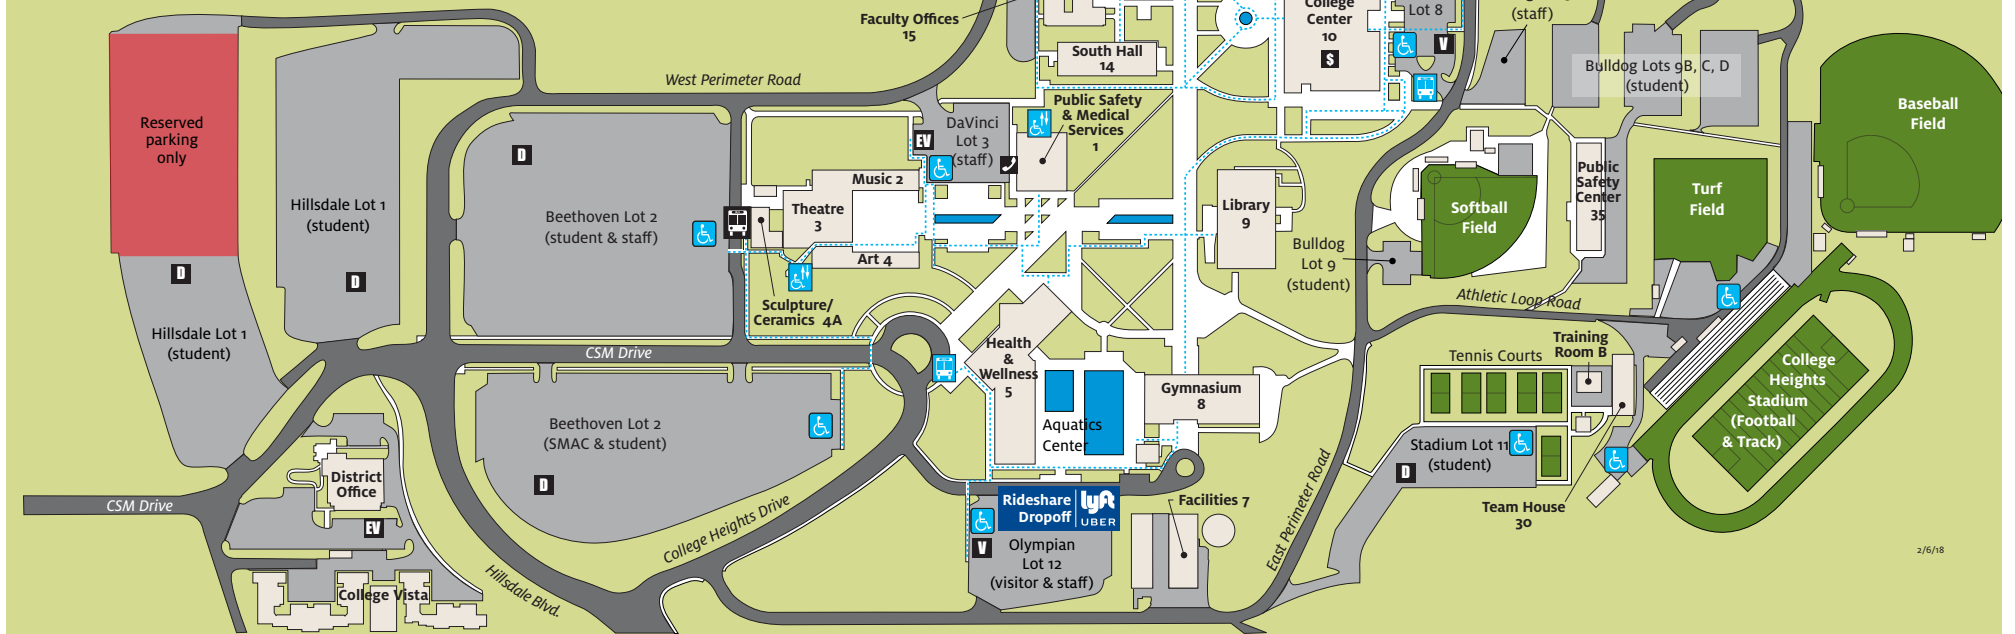 Faculty Offices
15
College
Center
10
$
Lot 8
V
(staff)
South Hall
14
West Perimeter Road
Bulldog Lots 9B, C, D
(student)
Baseball
Field
Reserved
parking
only
D
EV
DaVinci
Lot 3
(staff)
Public Safety
& Medical
Services
1
Music 2
Theatre
3
Art 4
Library
9
Public
Safety
Center
35
Turf
Field
Softball
Field
Hillsdale Lot 1
(student)
D
Beethoven Lot 2
(student & staff)
Bulldog
Lot 9
(student)
D
Hillsdale Lot 1
(student)
Sculpture/
Ceramics 4A
Athletic Loop Road
CSM Drive
Health
&
Wellness
5
Gymnasium
8
Aquatics
Center
Tennis Courts
Training
Room B
College
Heights
Stadium
(Football
& Track)
Beethoven Lot 2
(SMAC & student)
D
Stadium Lot 11
(student)
D
District
Office
EV
CSM Drive
Rideshare
Dropoff
lyft
UBER
Facilities 7
Team House
30
College Heights Drive
East Perimeter Road
V
Olympian
Lot 12
(visitor & staff)
Hillsdale Blvd.
College Vista
2/6/18